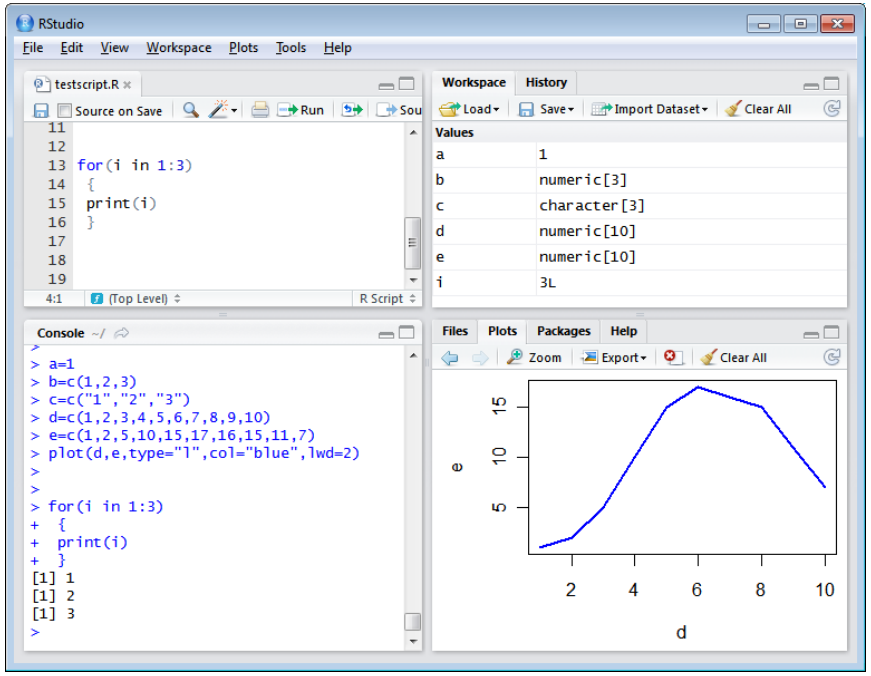 RStudio
File Edit View Workspace Plots Tools Help
testscript.R
Source on Save Run Sou
11
12
13 for(i in 1:3)
14 {
15 print(i)
16 }
17
18
19
4:1 (Top Level) R Script
Workspace History
Load Save Import Dataset Clear All
Values
a 1
b numeric[3]
c character[3]
d numeric[10]
e numeric[10]
i 3L
Console ~/
>
> a=1
> b=c(1,2,3)
> c=c("1","2","3")
> d=c(1,2,3,4,5,6,7,8,9,10)
> e=c(1,2,5,10,15,17,16,15,11,7)
> plot(d,e,type="l",col="blue",lwd=2)
>
>
> for(i in 1:3)
+ {
+ print(i)
+ }
[1] 1
[1] 2
[1] 3
>
Files Plots Packages Help
Zoom Export Clear All
15
10
5
e
2 4 6 8 10
d